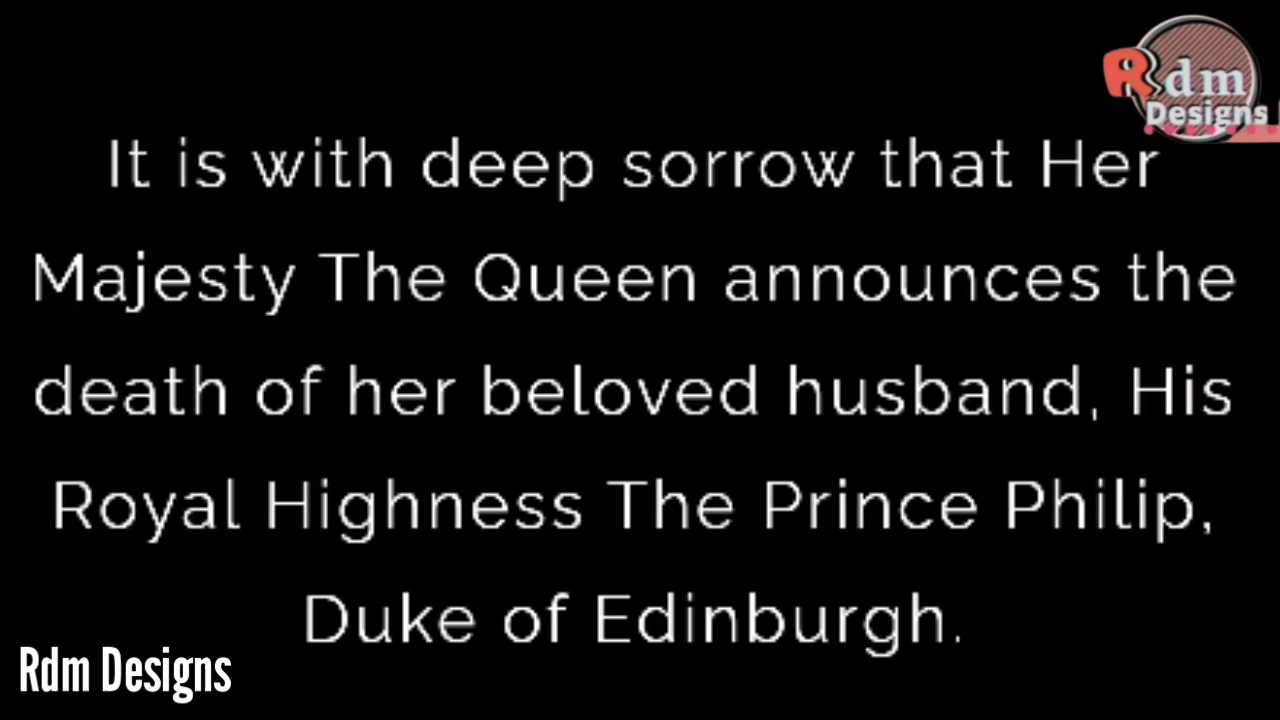 Rdm
Designs
It is with deep sorrow that Her
Majesty The Queen announces the
death of her beloved husband, His
Royal Highness The Prince Philip,
Duke of Edinburgh.
Rdm Designs